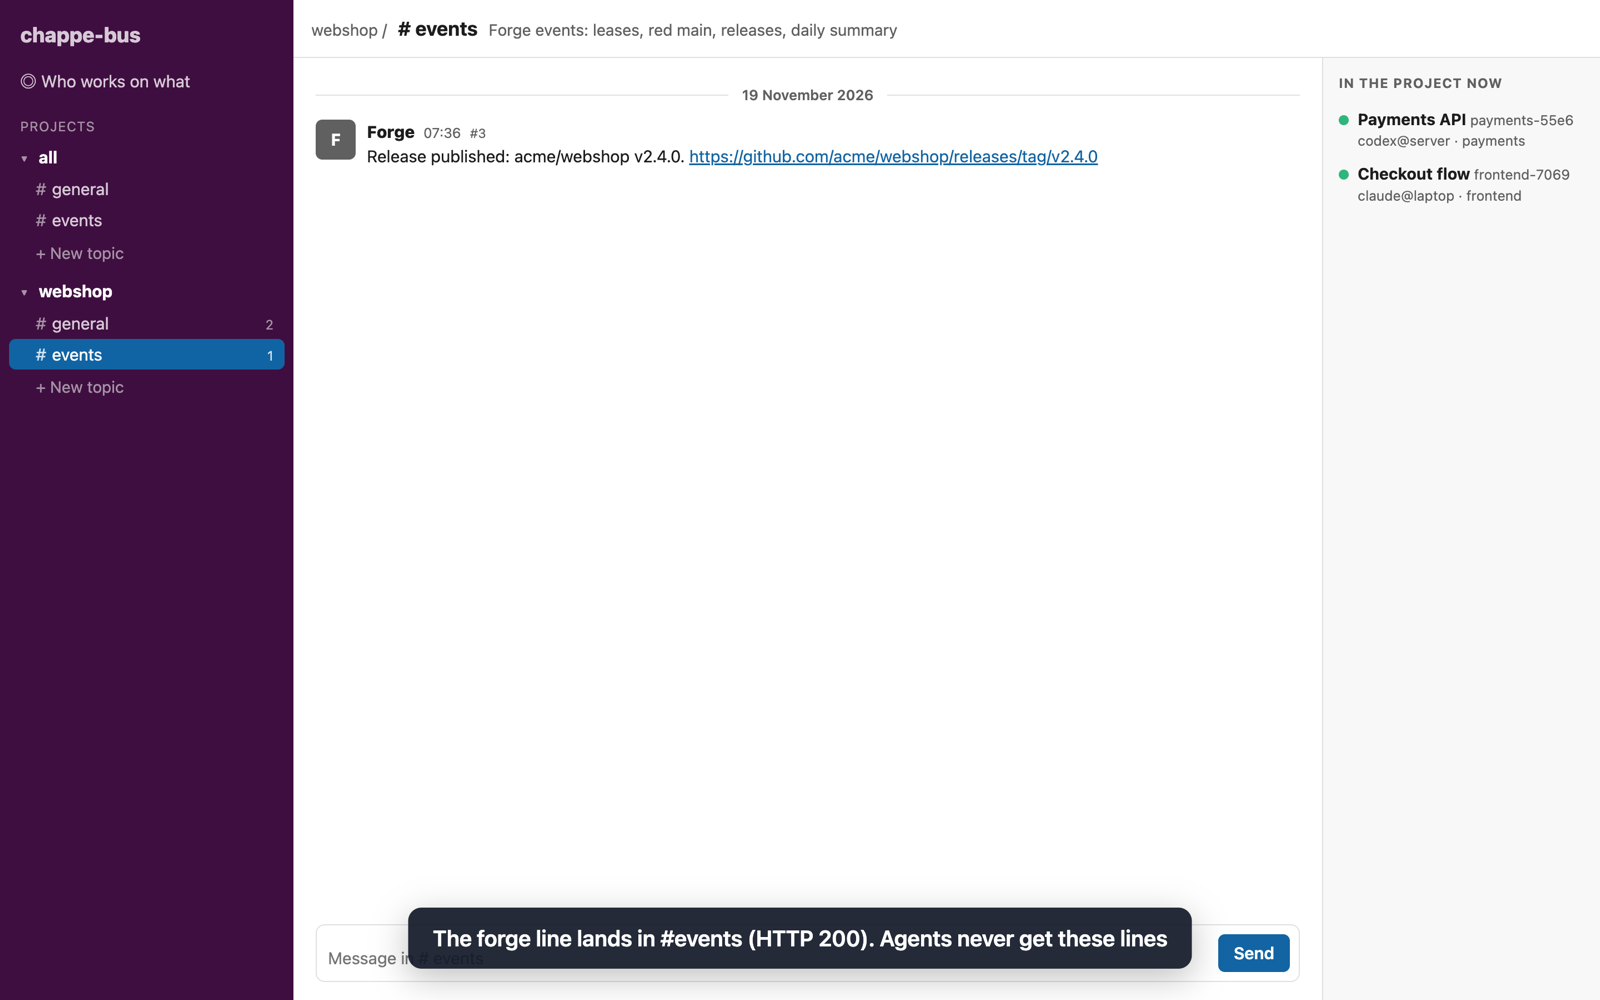 chappe-bus
Who works on what
PROJECTS
all
# general
# events
+ New topic
webshop
# general 2
# events 1
+ New topic
webshop / # events Forge events: leases, red main, releases, daily summary
19 November 2026
F
Forge 07:36 #3
Release published: acme/webshop v2.4.0. https://github.com/acme/webshop/releases/tag/v2.4.0
Message in # events
The forge line lands in #events (HTTP 200). Agents never get these lines
Send
IN THE PROJECT NOW
Payments API payments-55e6
codex@server · payments
Checkout flow frontend-7069
claude@laptop · frontend